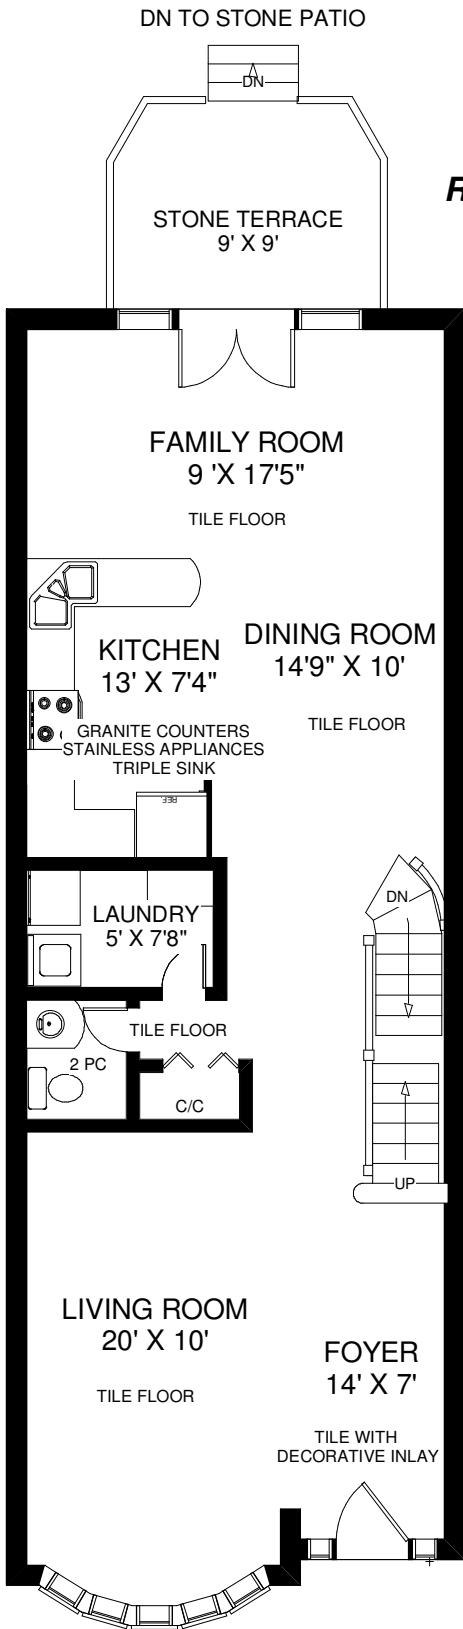 DN TO STONE PATIO
DN
R
STONE TERRACE
9' X 9'
FAMILY ROOM
9 'X 17'5"
TILE FLOOR
KITCHEN
13' X 7'4"
DINING ROOM
14'9" X 10'
GRANITE COUNTERS
STAINLESS APPLIANCES
TRIPLE SINK
TILE FLOOR
REF.
LAUNDRY
5' X 7'8"
DN
TILE FLOOR
2 PC
C/C
UP
LIVING ROOM
20' X 10'
TILE FLOOR
FOYER
14' X 7'
TILE WITH
DECORATIVE INLAY